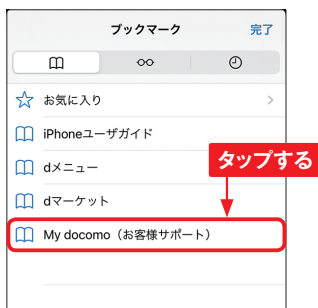 ブックマーク 完了
お気に入り
iPhoneユーザガイド
dメニュー
タップする
dマーケット
My docomo（お客様サポート）